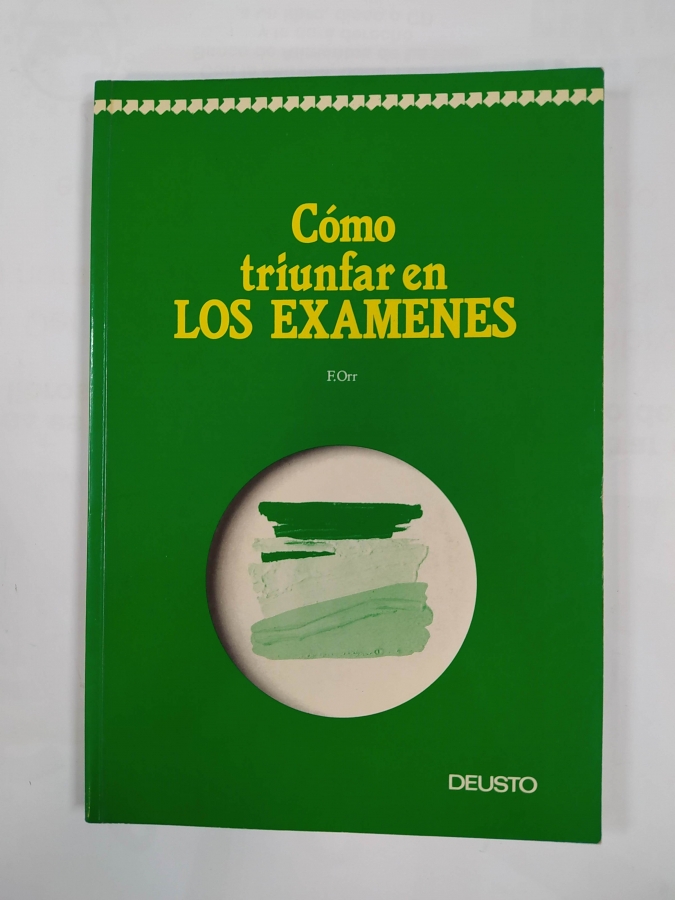 Cómo
triunfar en
LOS EXAMENES
F.Orr
DEUSTO